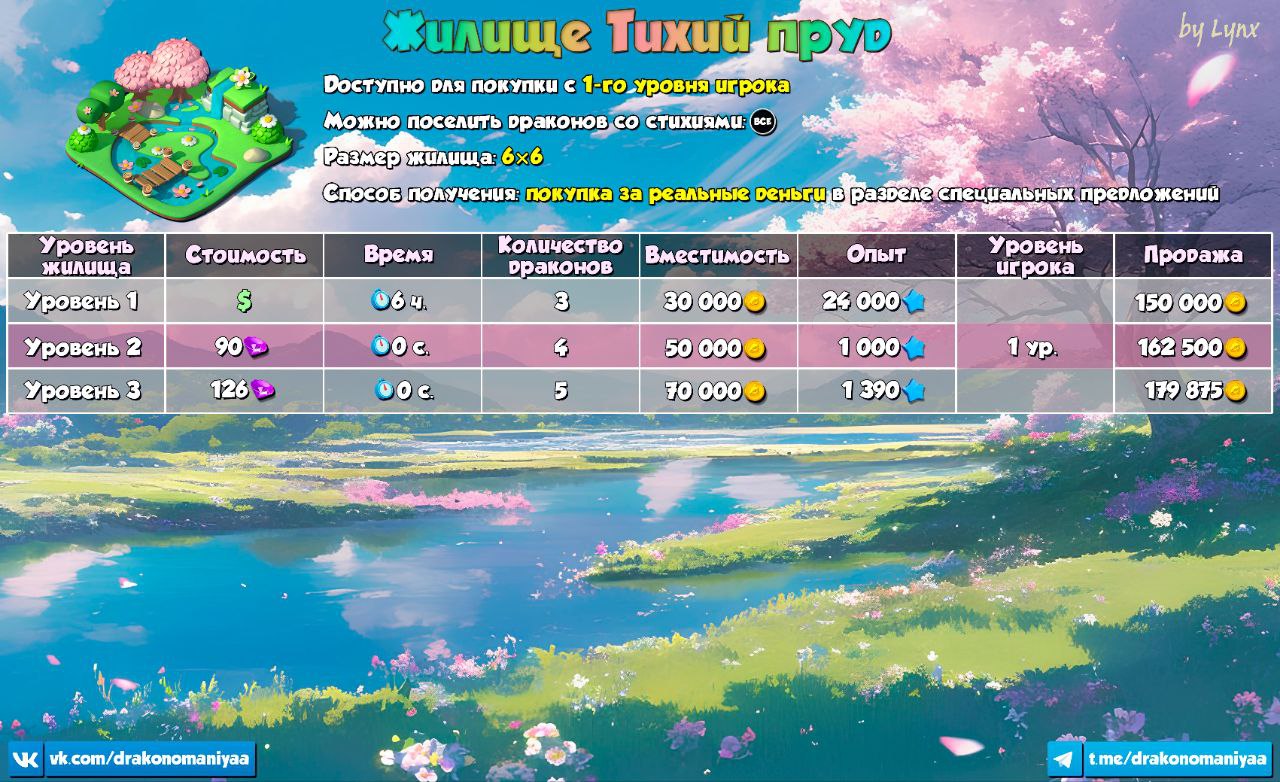 Жилище Тихий пруд
by Lynx
Доступно для покупки с 1-го уровня игрока
Можно поселить драконов со стихиями: ВСЕ
Размер жилища: 6×6
Способ получения: покупка за реальные деньги в разделе специальных предложений
Уровень жилища Стоимость Время Количество драконов Вместимость Опыт Уровень игрока Продажа
Уровень 1 $ 6 ч. 3 30 000 24 000 150 000
Уровень 2 90 0 с. 4 50 000 1 000 1 ур. 162 500
Уровень 3 126 0 с. 5 70 000 1 390 179 875
vk.com/drakonomaniyaa
t.me/drakonomaniyaa